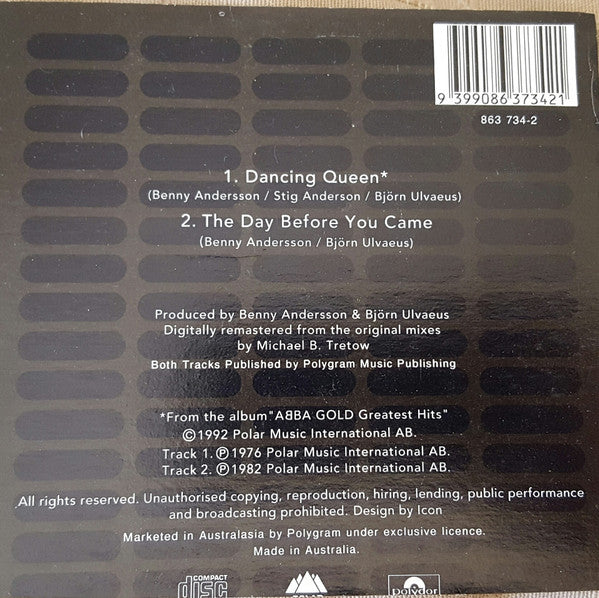 9 399086 373421
863 734-2
1. Dancing Queen*
(Benny Andersson / Stig Anderson / Björn Ulvaeus)
2. The Day Before You Came
(Benny Andersson / Björn Ulvaeus)
Produced by Benny Andersson & Björn Ulvaeus
Digitally remastered from the original mixes
by Michael B. Tretow
Both Tracks Published by Polygram Music Publishing
*From the album "ABBA GOLD Greatest Hits"
©1992 Polar Music International AB.
Track 1. ℗ 1976 Polar Music International AB.
Track 2. ℗ 1982 Polar Music International AB.
All rights reserved. Unauthorised copying, reproduction, hiring, lending, public performance
and broadcasting prohibited. Design by Icon
Marketed in Australasia by Polygram under exclusive licence.
Made in Australia.
COMPACT
disc
POLAR
polydor